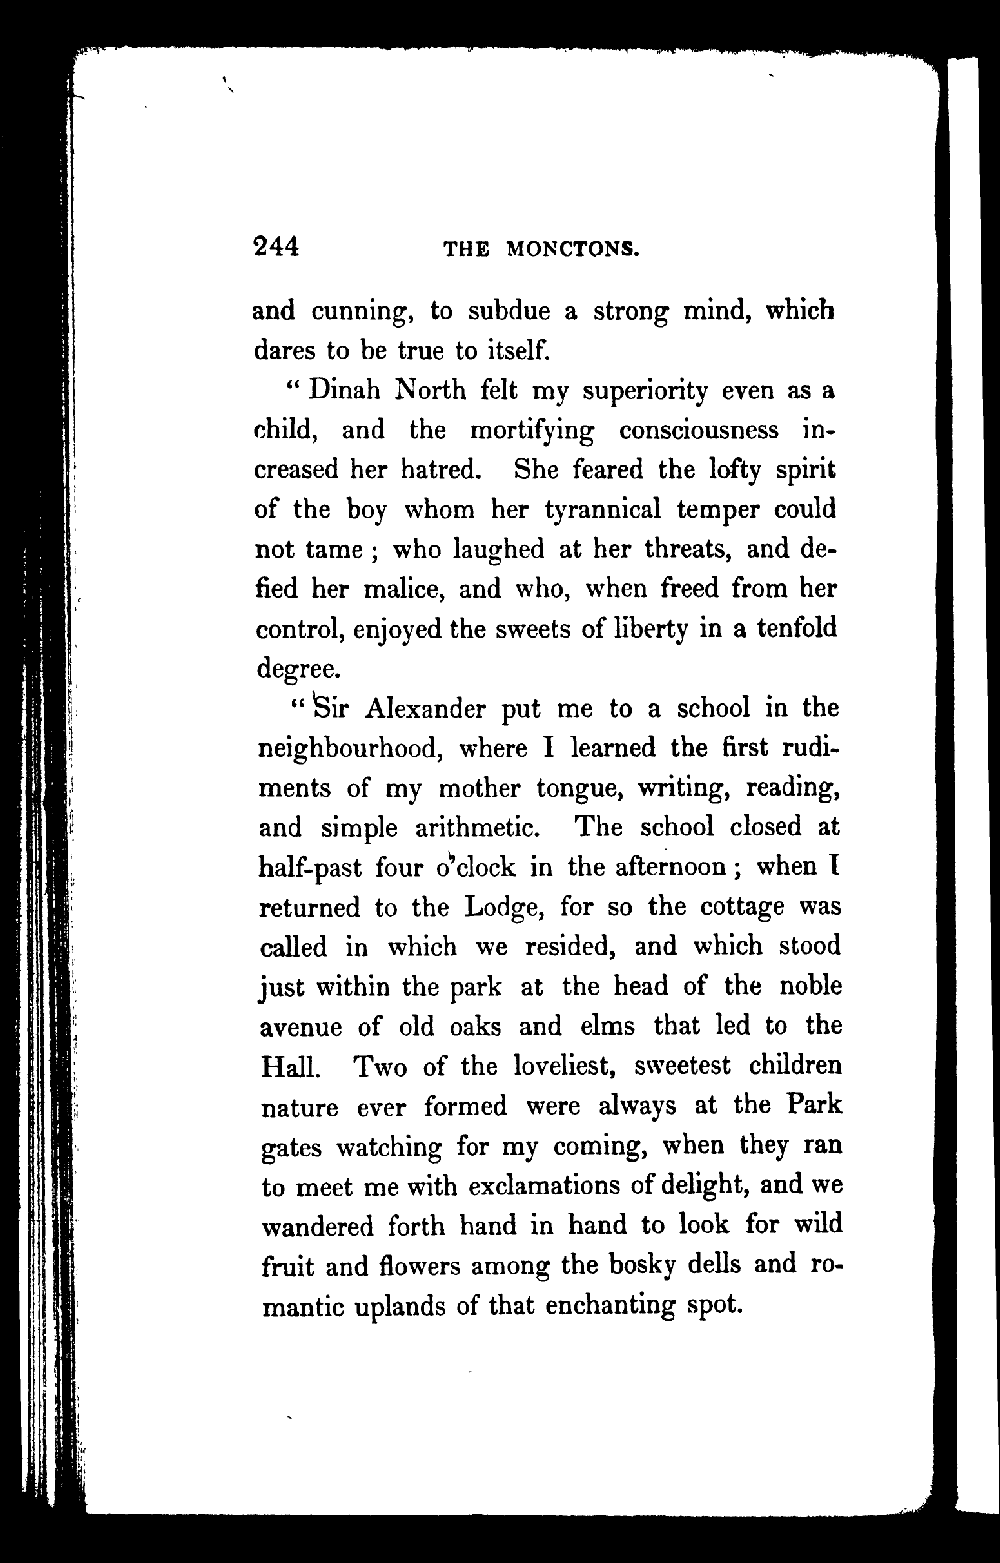 244 THE MONCTONS.
and cunning, to subdue a strong mind, which
dares to be true to itself.
“ Dinah North felt my superiority even as a
child, and the mortifying consciousness in-
creased her hatred. She feared the lofty spirit
of the boy whom her tyrannical temper could
not tame ; who laughed at her threats, and de-
fied her malice, and who, when freed from her
control, enjoyed the sweets of liberty in a tenfold
degree.
“ Sir Alexander put me to a school in the
neighbourhood, where I learned the first rudi-
ments of my mother tongue, writing, reading,
and simple arithmetic. The school closed at
half-past four o’clock in the afternoon ; when I
returned to the Lodge, for so the cottage was
called in which we resided, and which stood
just within the park at the head of the noble
avenue of old oaks and elms that led to the
Hall. Two of the loveliest, sweetest children
nature ever formed were always at the Park
gates watching for my coming, when they ran
to meet me with exclamations of delight, and we
wandered forth hand in hand to look for wild
fruit and flowers among the bosky dells and ro-
mantic uplands of that enchanting spot.